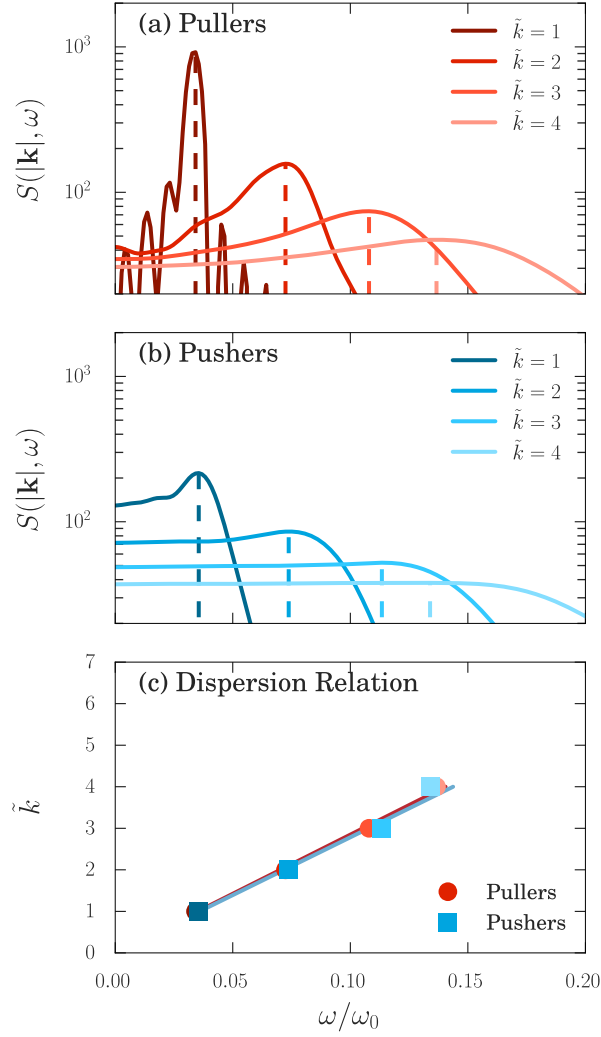 (a) Pullers
10³
10²
S(|𝐤|, ω)
k̃ = 1
k̃ = 2
k̃ = 3
k̃ = 4
(b) Pushers
10³
10²
S(|𝐤|, ω)
k̃ = 1
k̃ = 2
k̃ = 3
k̃ = 4
(c) Dispersion Relation
7
6
5
4
3
2
1
0
k̃
Pullers
Pushers
0.00 0.05 0.10 0.15 0.20
ω/ω₀